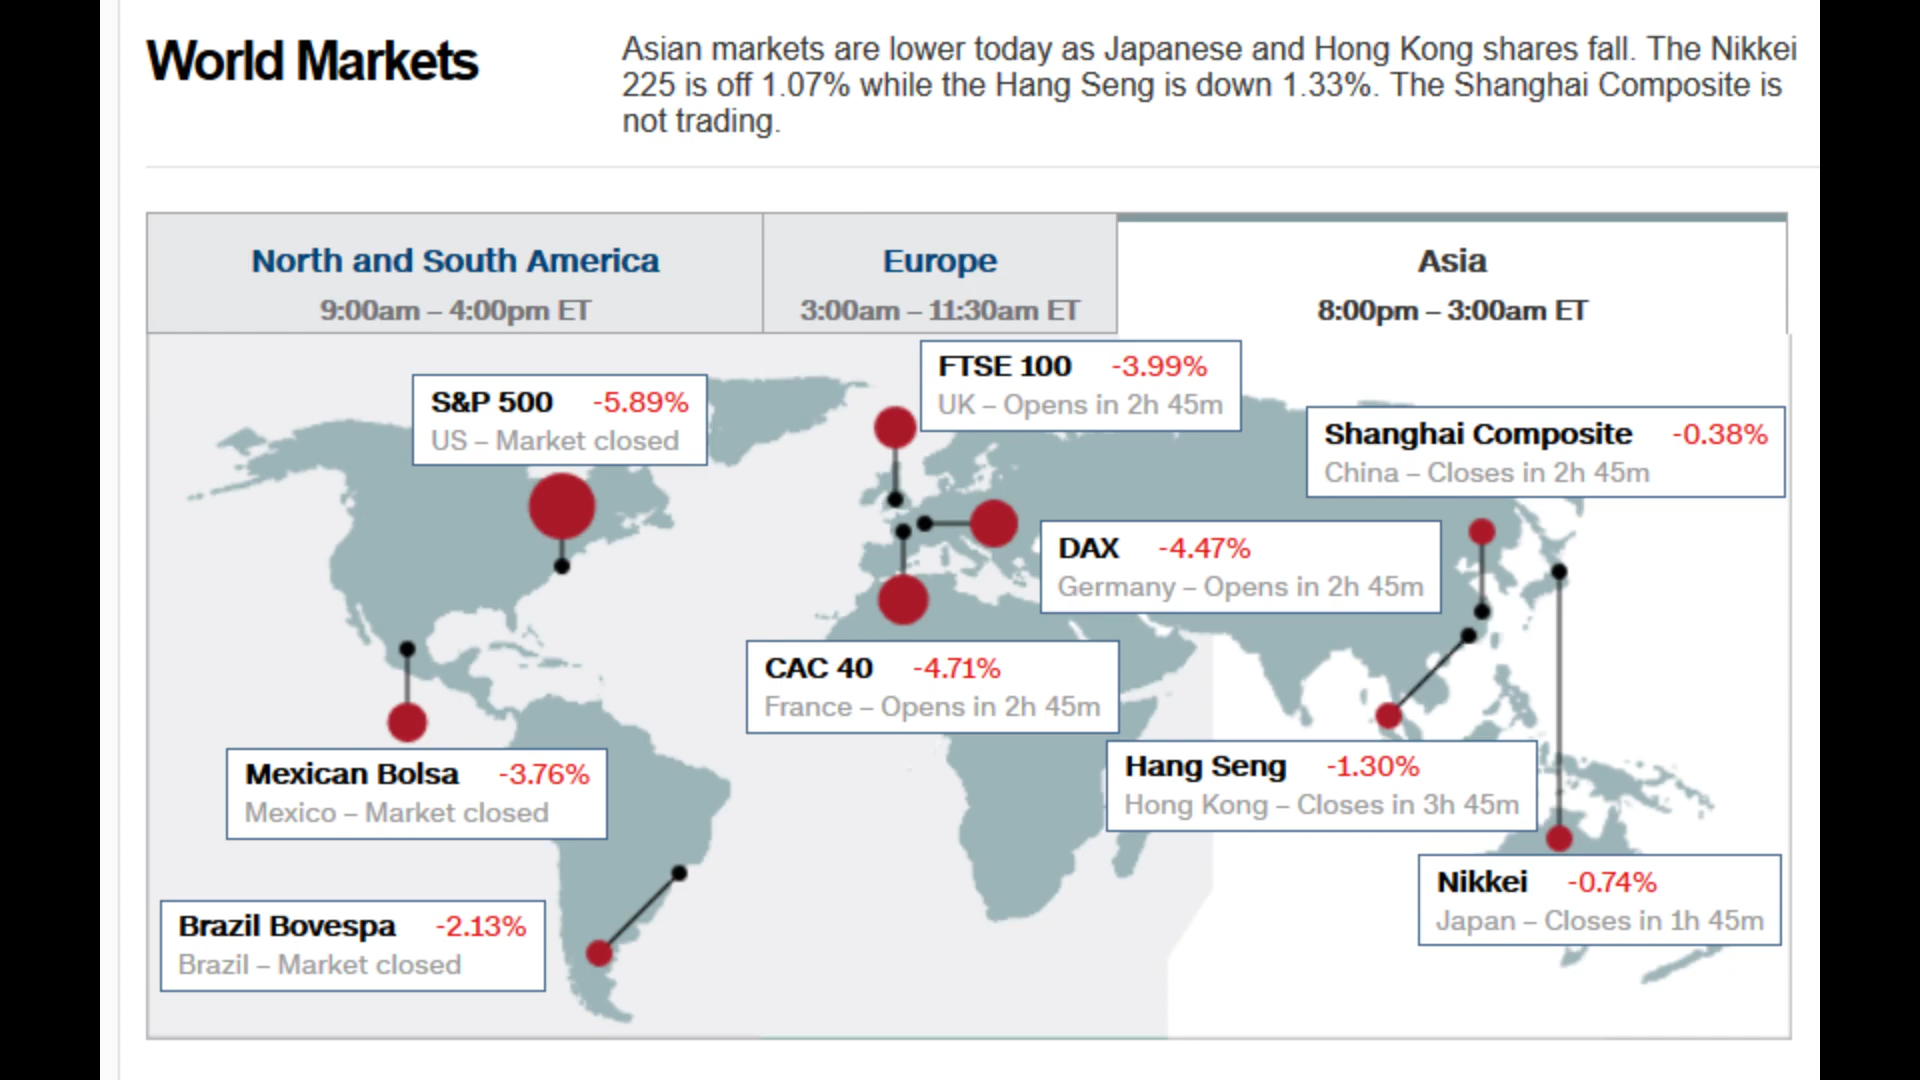 World Markets
Asian markets are lower today as Japanese and Hong Kong shares fall. The Nikkei
225 is off 1.07% while the Hang Seng is down 1.33%. The Shanghai Composite is
not trading.
North and South America
9:00am – 4:00pm ET
Europe
3:00am – 11:30am ET
Asia
8:00pm – 3:00am ET
FTSE 100 -3.99%
UK – Opens in 2h 45m
S&P 500 -5.89%
US – Market closed
Shanghai Composite -0.38%
China – Closes in 2h 45m
DAX -4.47%
Germany – Opens in 2h 45m
CAC 40 -4.71%
France – Opens in 2h 45m
Hang Seng -1.30%
Hong Kong – Closes in 3h 45m
Mexican Bolsa -3.76%
Mexico – Market closed
Nikkei -0.74%
Japan – Closes in 1h 45m
Brazil Bovespa -2.13%
Brazil – Market closed